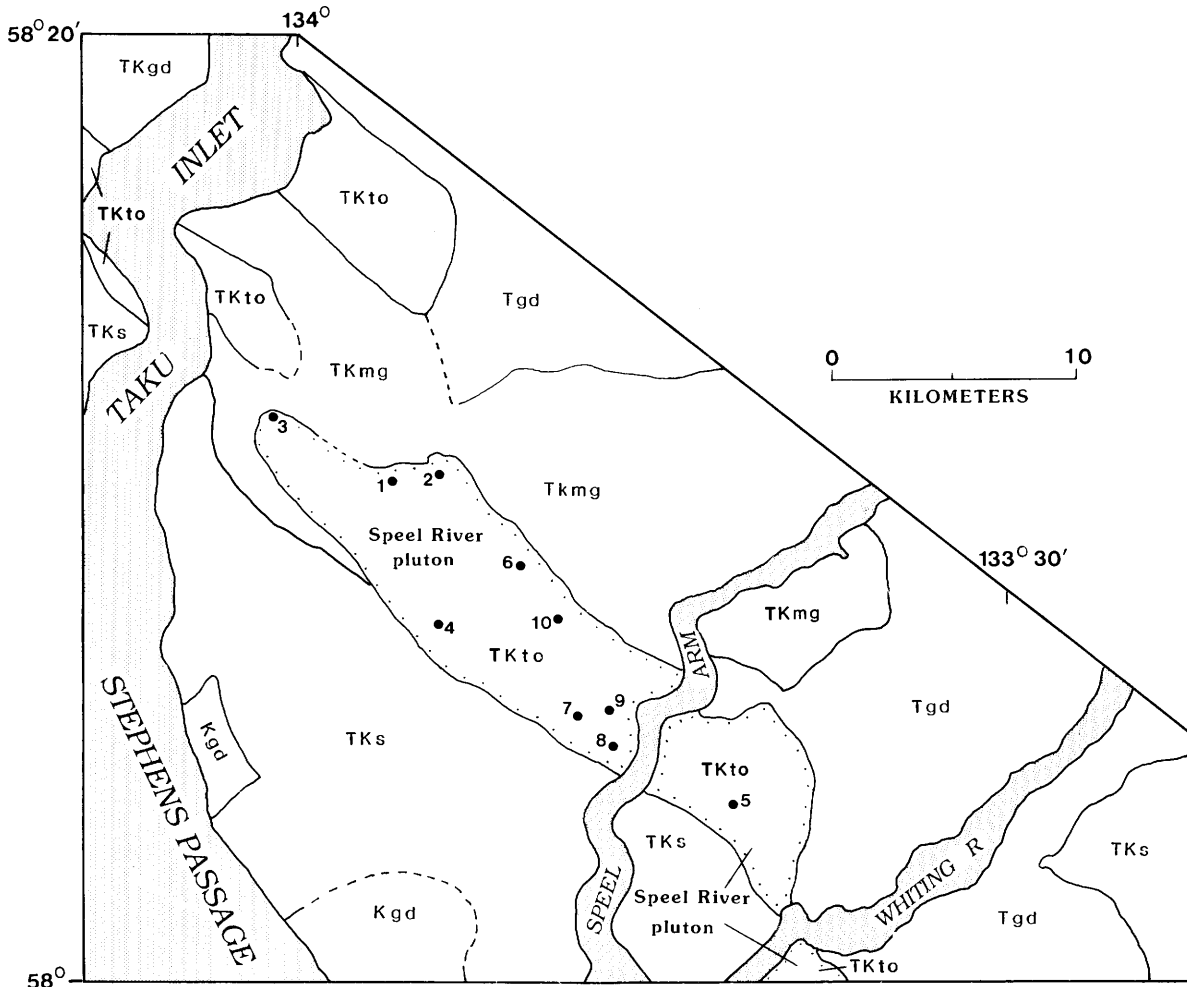 134°
58° 20'
TKgd
INLET
TKto
TKto
TKto
Tgd
TKs
TAKU
TKmg
0 10
KILOMETERS
3
1
2
Tkmg
Speel River
pluton
6
133° 30'
4
10
TKto
ARM
TKmg
7
9
8
Kgd
TKs
Tgd
TKto
5
STEPHENS PASSAGE
TKs
WHITING R
TKs
Speel River
pluton
SPEEL
Kgd
Tgd
TKto
58°